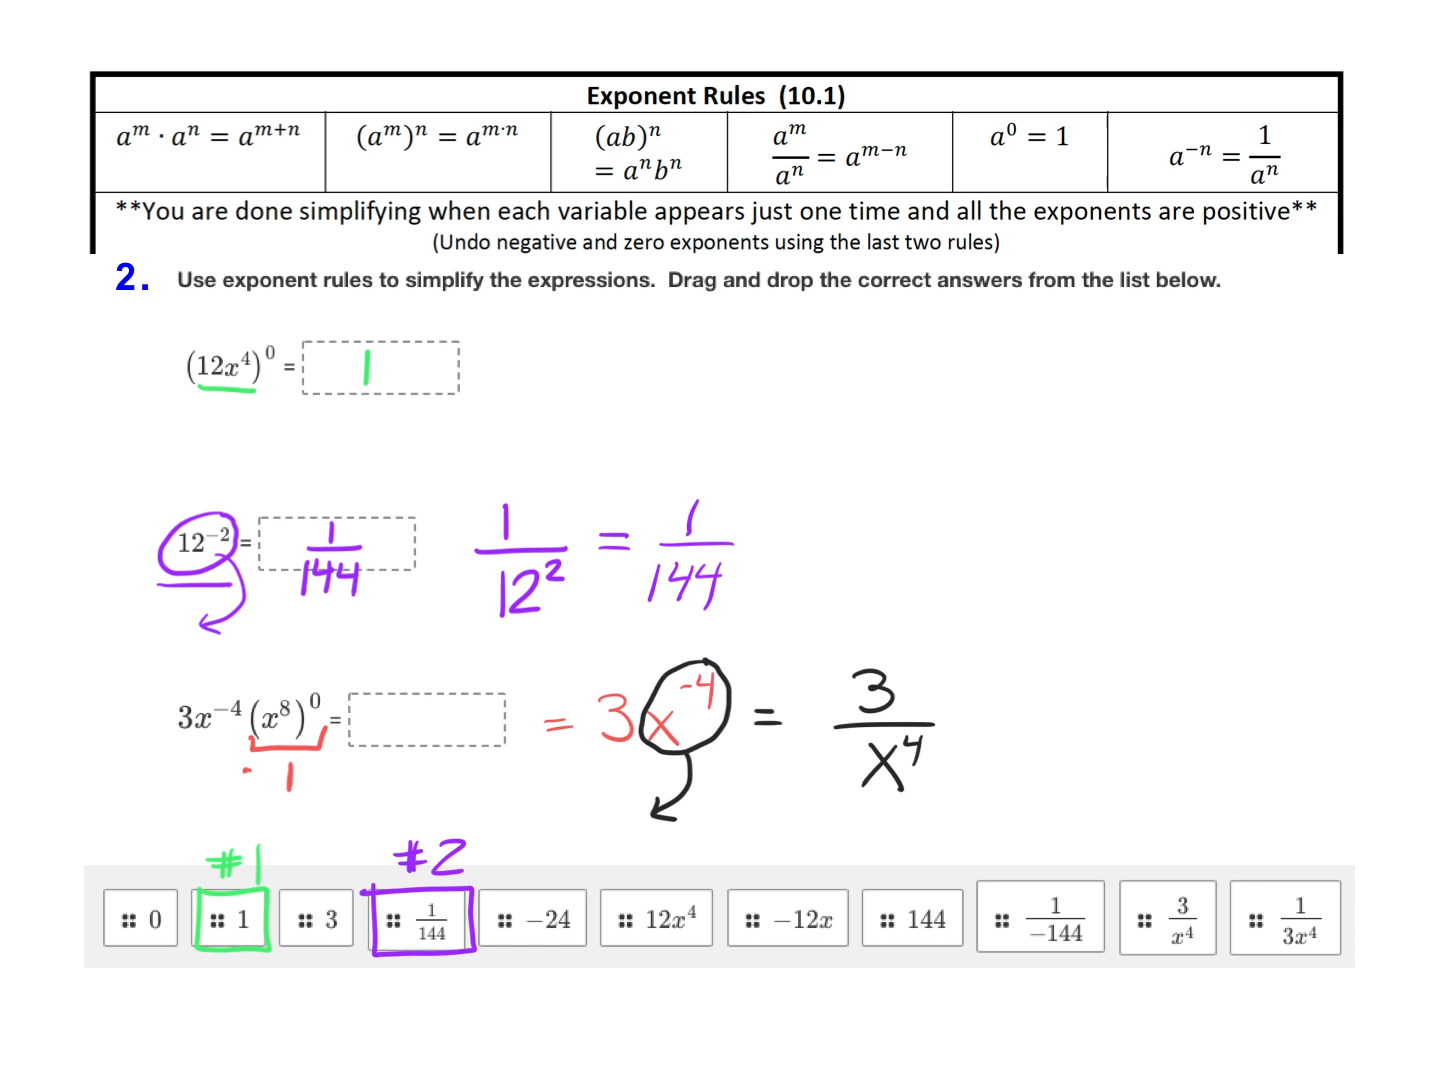 Exponent Rules (10.1)
a^m · a^n = a^{m+n} (a^m)^n = a^{m·n} (ab)^n = a^n b^n a^m/a^n = a^{m−n} a^0 = 1 a^{−n} = 1/a^n
**You are done simplifying when each variable appears just one time and all the exponents are positive**
(Undo negative and zero exponents using the last two rules)
2. Use exponent rules to simplify the expressions. Drag and drop the correct answers from the list below.
(12x^4)^0 = 1
12^{−2} = 1/144 1/12^2 = 1/144
3x^{−4}(x^8)^0 = = 3x^{-4} = 3/x^4
· 1
#1 #2
0 1 3 1/144 −24 12x^4 −12x 144 1/−144 3/x^4 1/3x^4